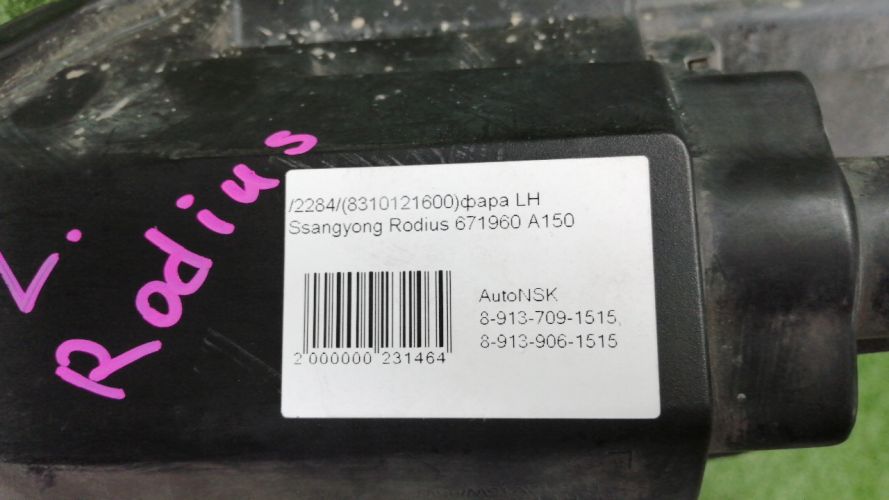 L.
Rodius
/2284/(8310121600)фара LH
Ssangyong Rodius 671960 A150
AutoNSK
8-913-709-1515,
8-913-906-1515
2 000000 231464